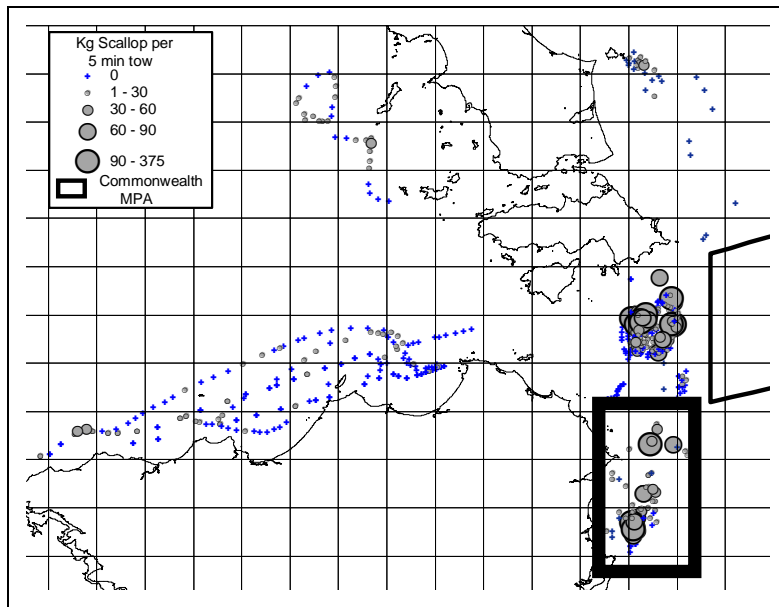 Kg Scallop per
5 min tow
0
1 - 30
30 - 60
60 - 90
90 - 375
Commonwealth
MPA